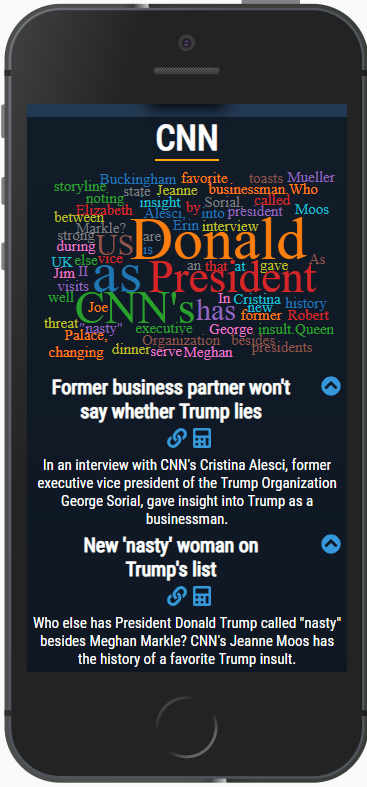 CNN
Buckingham favorite toasts Mueller
storyline state Jeanne businessman Who
noting insight by Sorial, called
Elizabeth Alesci, into president Moos
between Erin interview
Markle? Donald
strong US are
during is
UK else vice an that at gave As
Jim II as President
visits In Cristina history
well CNN's has new
Joe former Robert
threat "nasty" executive George insult Queen
Palace, Organization besides
changing dinner serve Meghan presidents
Former business partner won't
say whether Trump lies
In an interview with CNN's Cristina Alesci, former
executive vice president of the Trump Organization
George Sorial, gave insight into Trump as a
businessman.
New 'nasty' woman on
Trump's list
Who else has President Donald Trump called "nasty"
besides Meghan Markle? CNN's Jeanne Moos has
the history of a favorite Trump insult.